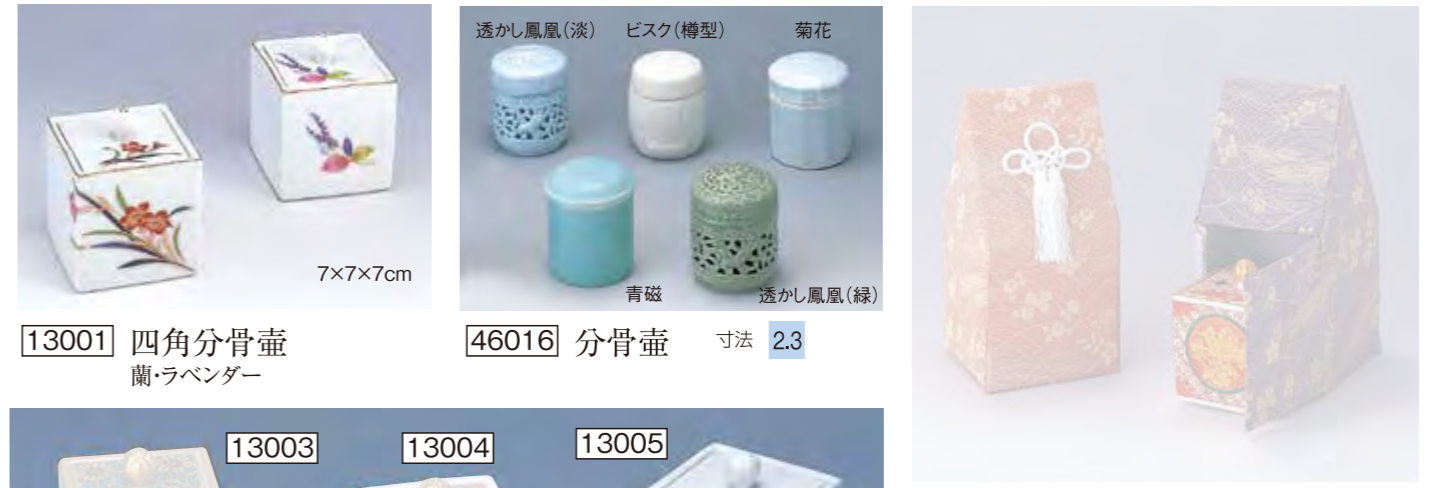 7×7×7cm
13001 四角分骨壷
蘭・ラベンダー
透かし鳳凰(淡) ビスク(樽型) 菊花
青磁 透かし鳳凰(緑)
46016 分骨壷 寸法 2.3
13003 13004 13005